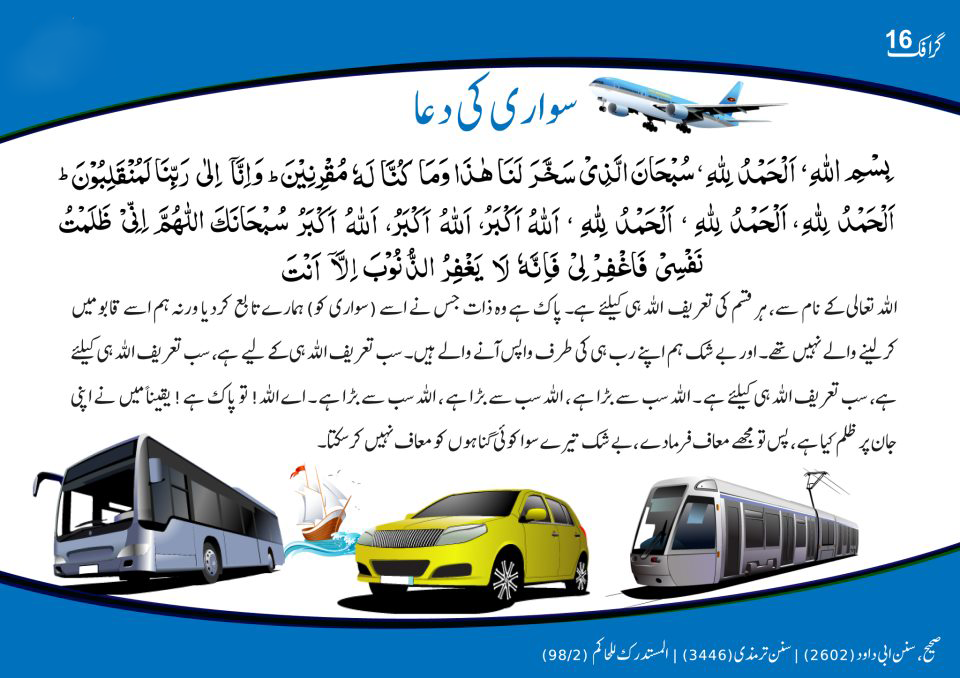 گرافک 16
سواری کی دعا
بِسْمِ اللهِ، اَلْحَمْدُ لِلهِ، سُبْحَانَ الَّذِیْ سَخَّرَ لَنَا هٰذَا وَمَا كُنَّا لَهٗ مُقْرِنِیْنَ ؕ وَاِنَّاۤ اِلٰی رَبِّنَا لَمُنْقَلِبُوْنَ ؕ
اَلْحَمْدُ لِلهِ، اَلْحَمْدُ لِلهِ ، اَلْحَمْدُ لِلهِ ، اَللهُ اَكْبَرُ، اَللهُ اَكْبَرُ، اَللهُ اَكْبَرُ سُبْحَانَكَ اللّٰهُمَّ اِنِّیْ ظَلَمْتُ
نَفْسِیْ فَاغْفِرْ لِیْ فَاِنَّهٗ لَا یَغْفِرُ الذُّنُوْبَ اِلَّاۤ اَنْتَ
اللہ تعالی کے نام سے، ہر قسم کی تعریف اللہ ہی کیلئے ہے۔ پاک ہے وہ ذات جس نے اسے (سواری کو) ہمارے تابع کر دیا ورنہ ہم اسے قابو میں
کر لینے والے نہیں تھے۔ اور بے شک ہم اپنے رب ہی کی طرف واپس آنے والے ہیں۔ سب تعریف اللہ ہی کے لیے ہے، سب تعریف اللہ ہی کیلئے
ہے، سب تعریف اللہ ہی کیلئے ہے۔ اللہ سب سے بڑا ہے، اللہ سب سے بڑا ہے، اللہ سب سے بڑا ہے۔ اے اللہ! تو پاک ہے! یقیناً میں نے اپنی
جان پر ظلم کیا ہے، پس تو مجھے معاف فرما دے، بے شک تیرے سوا کوئی گناہوں کو معاف نہیں کر سکتا۔
صحیح، سنن ابی داود (2602) | سنن ترمذی (3446) | المستدرک للحاکم (98/2)